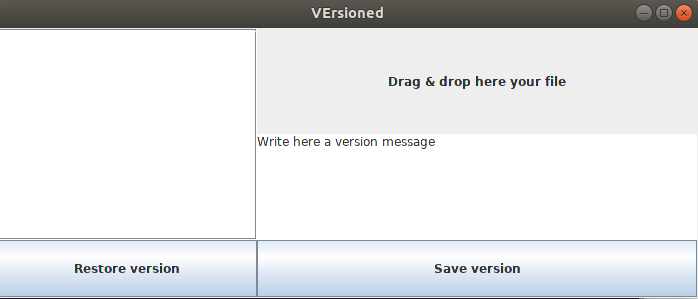 VErsioned
Drag & drop here your file
Write here a version message
Restore version
Save version